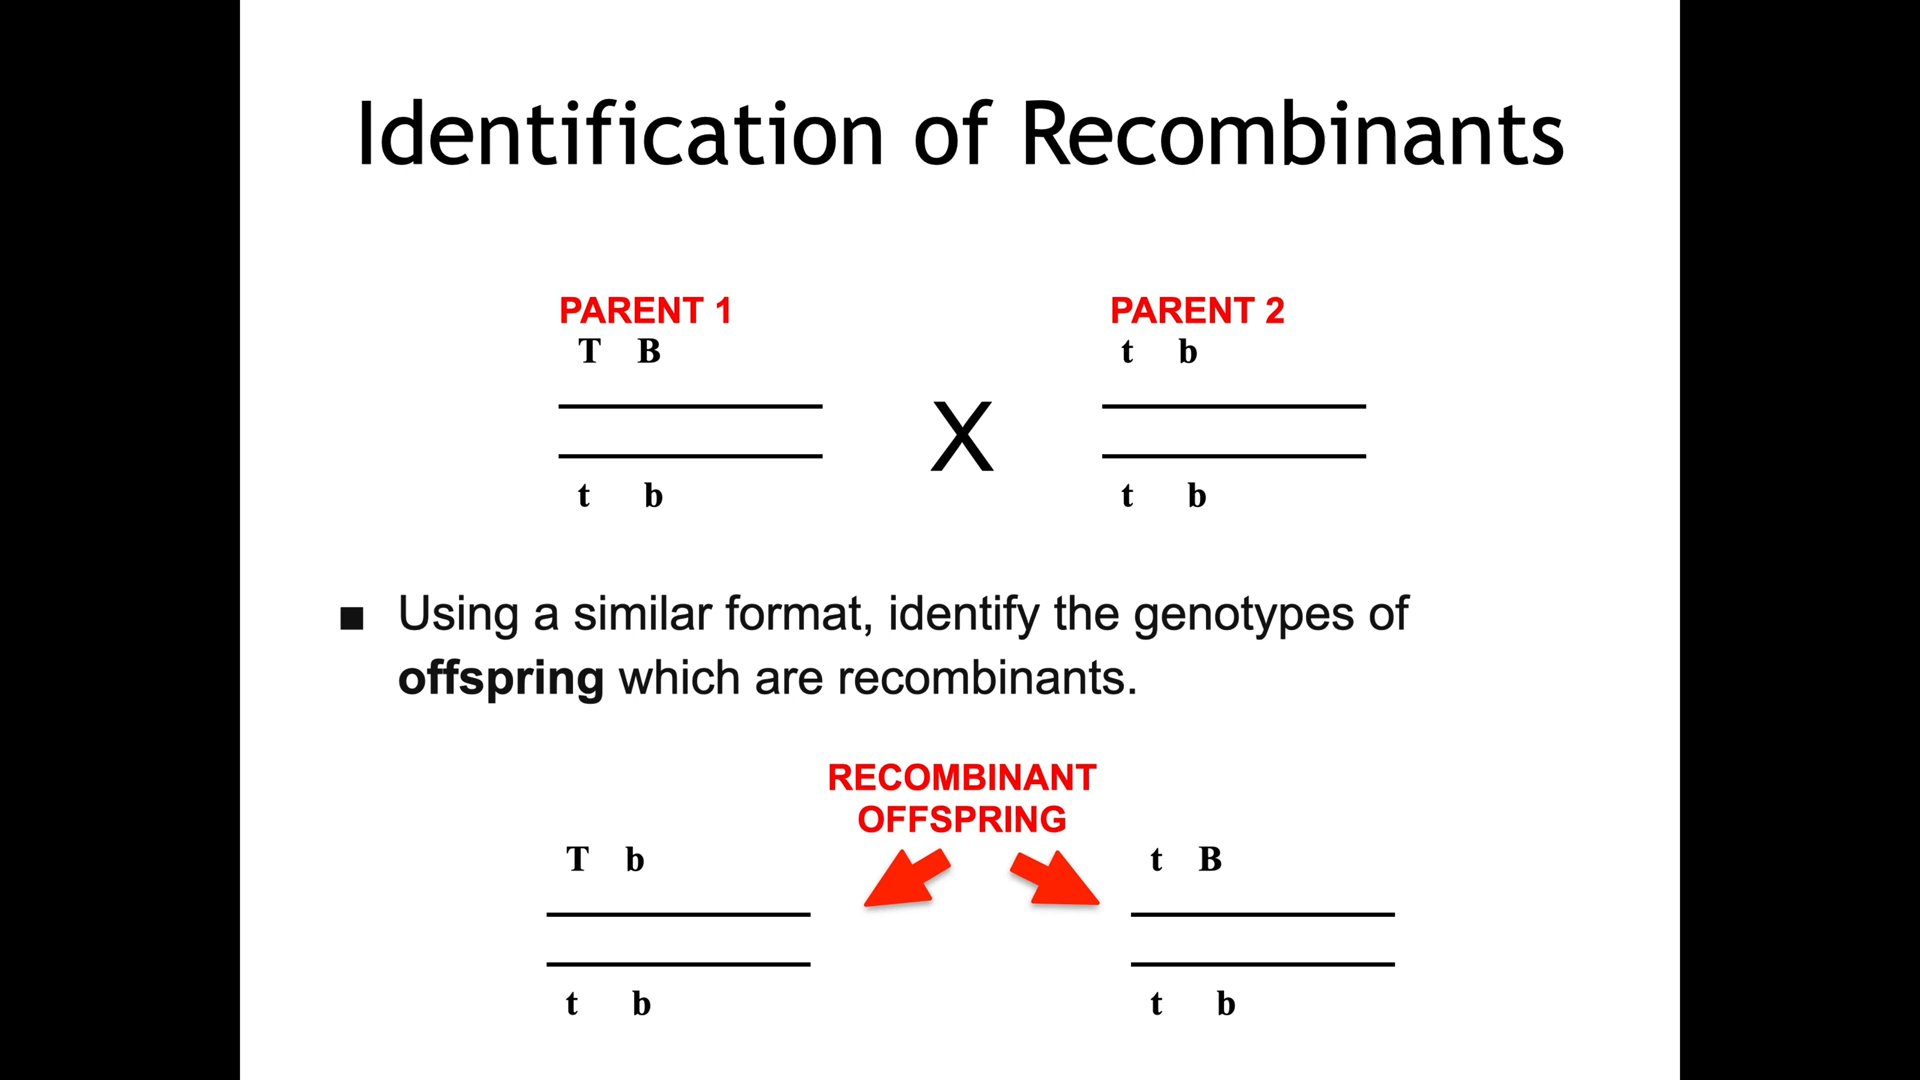 Identification of Recombinants
PARENT 1 PARENT 2
T B t b
X
t b t b
■ Using a similar format, identify the genotypes of
offspring which are recombinants.
RECOMBINANT
OFFSPRING
T b t B
t b t b